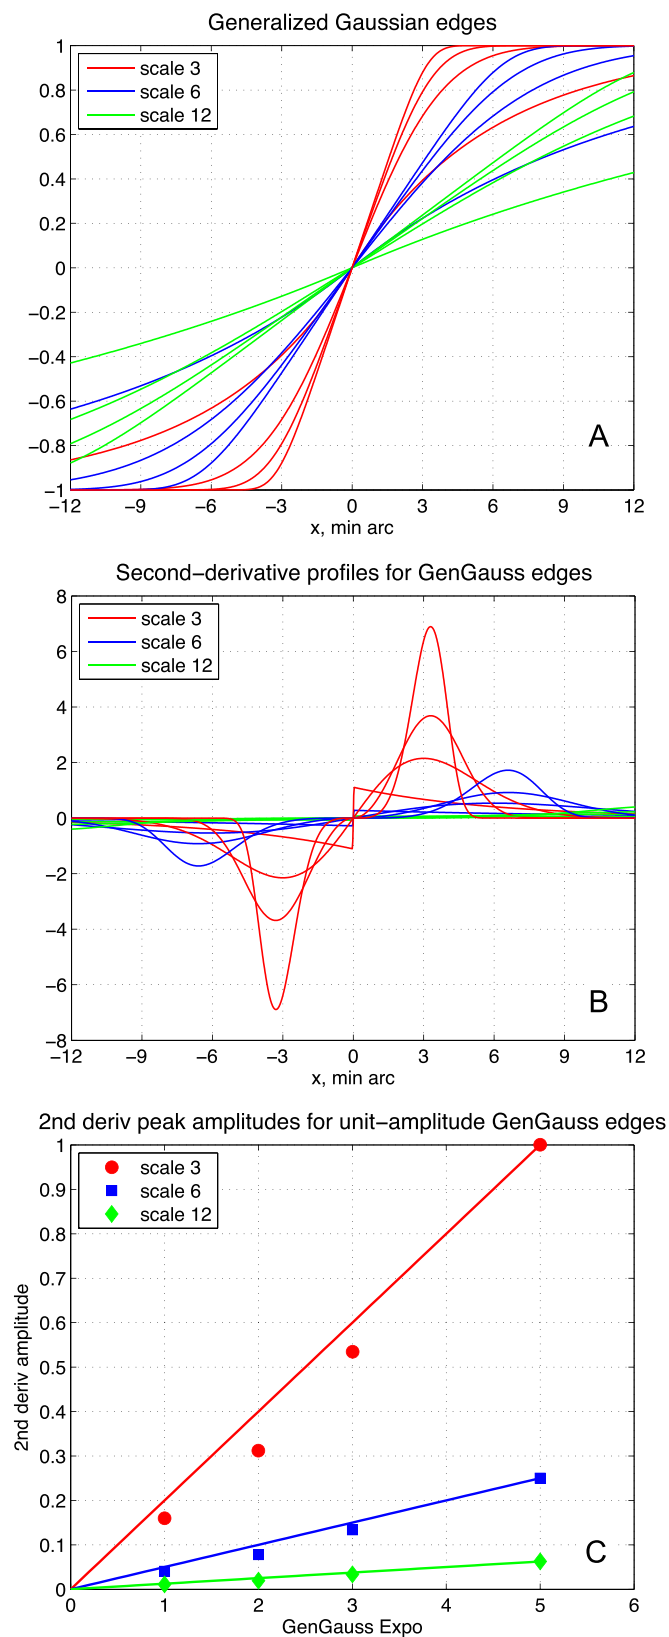 Generalized Gaussian edges
scale 3
scale 6
scale 12
1
0.8
0.6
0.4
0.2
0
−0.2
−0.4
−0.6
−0.8
−1
A
−12 −9 −6 −3 0 3 6 9 12
x, min arc
Second−derivative profiles for GenGauss edges
scale 3
scale 6
scale 12
8
6
4
2
0
−2
−4
−6
−8
B
−12 −9 −6 −3 0 3 6 9 12
x, min arc
2nd deriv peak amplitudes for unit−amplitude GenGauss edges
scale 3
scale 6
scale 12
2nd deriv amplitude
1
0.9
0.8
0.7
0.6
0.5
0.4
0.3
0.2
0.1
0
C
0 1 2 3 4 5 6
GenGauss Expo